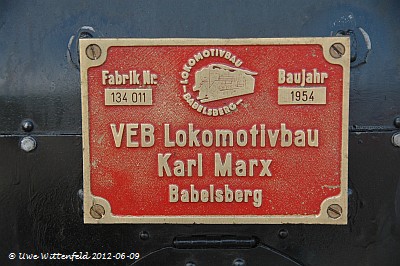 Fabrik Nr.
134 011
LOKOMOTIVBAU
BABELSBERG
Baujahr
1954
VEB Lokomotivbau
Karl Marx
Babelsberg
© Uwe Wittenfeld 2012-06-09